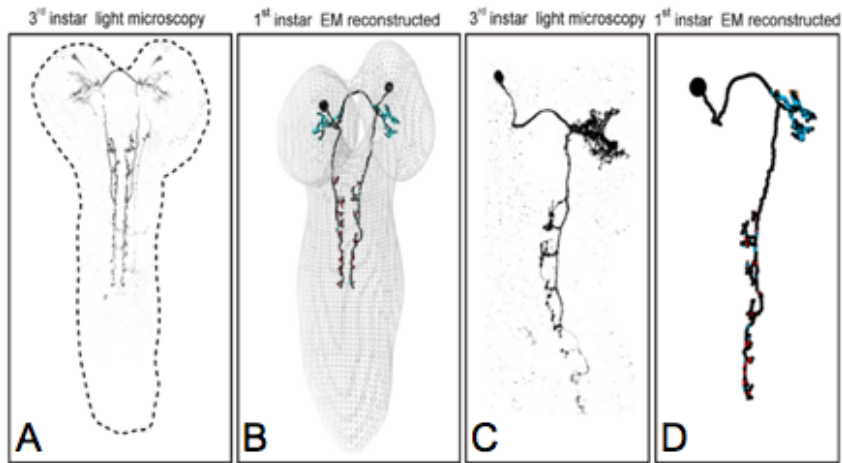 3rd instar light microscopy
1st instar EM reconstructed
3rd instar light microscopy
1st instar EM reconstructed
A
B
C
D